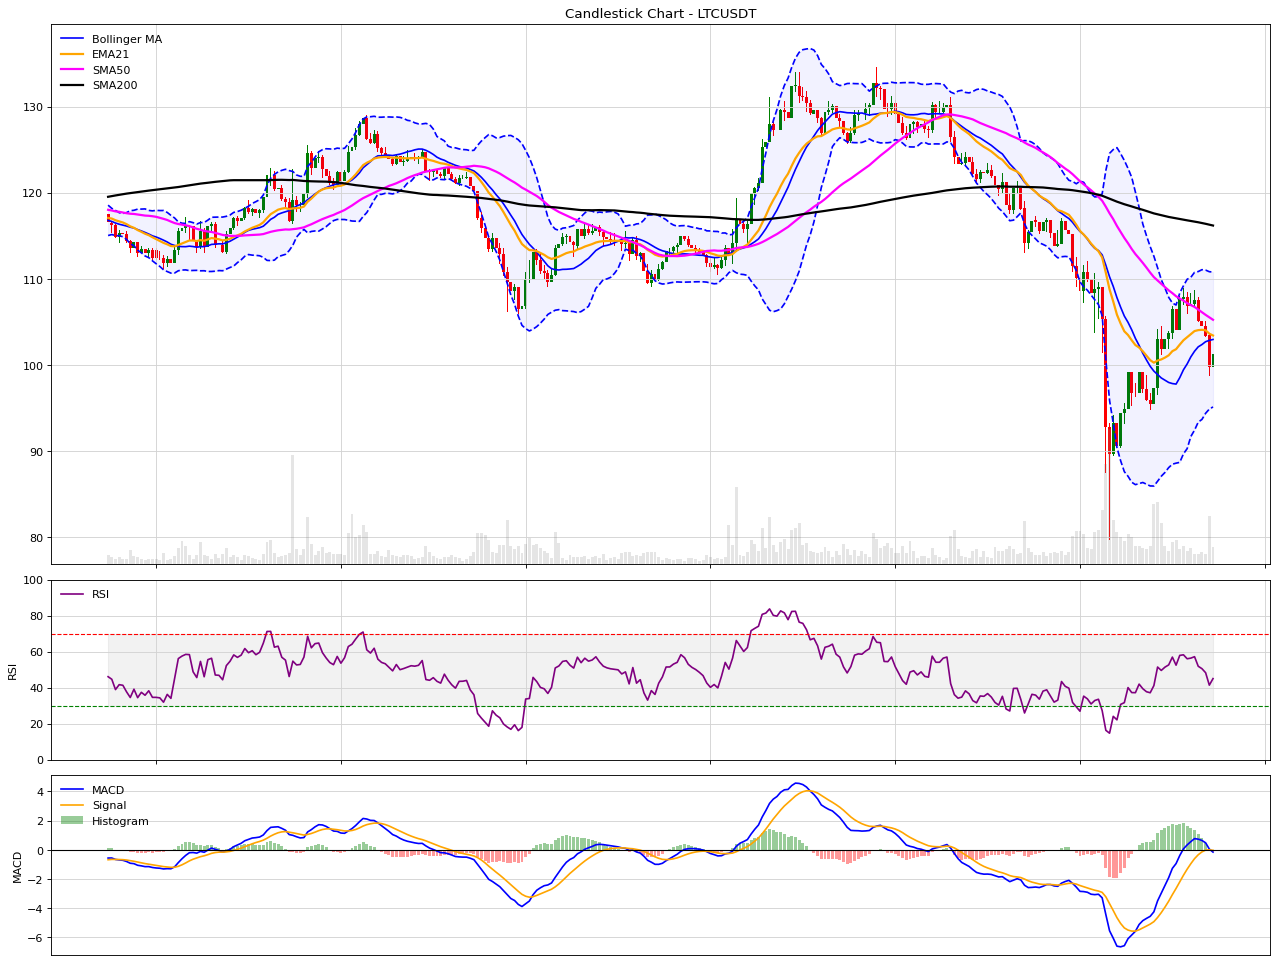 Candlestick Chart - LTCUSDT
Bollinger MA
EMA21
SMA50
SMA200
130
120
110
100
90
80
RSI
100
80
60
40
20
0
RSI
MACD
Signal
Histogram
4
2
0
−2
−4
−6
MACD